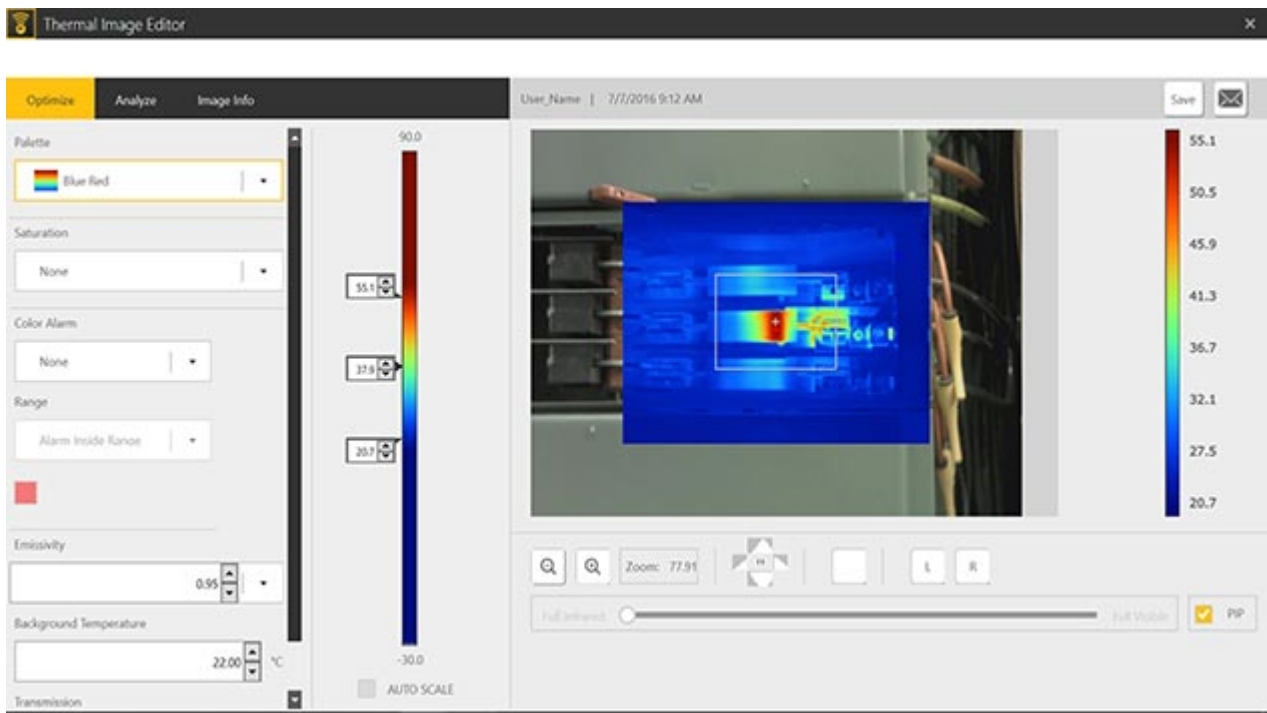 Thermal Image Editor
Optimize Analyze Image Info
User_Name | 7/7/2016 9:12 AM
Save
Palette
Blue Red
Saturation
None
Color Alarm
None
Range
Alarm Inside Range
Emissivity
0.95
Background Temperature
22.00 °C
Transmission
90.0
55.1
37.9
20.7
-30.0
AUTO SCALE
55.1
50.5
45.9
41.3
36.7
32.1
27.5
20.7
Zoom: 77.91
L R
Full Infrared Full Visible
PIP